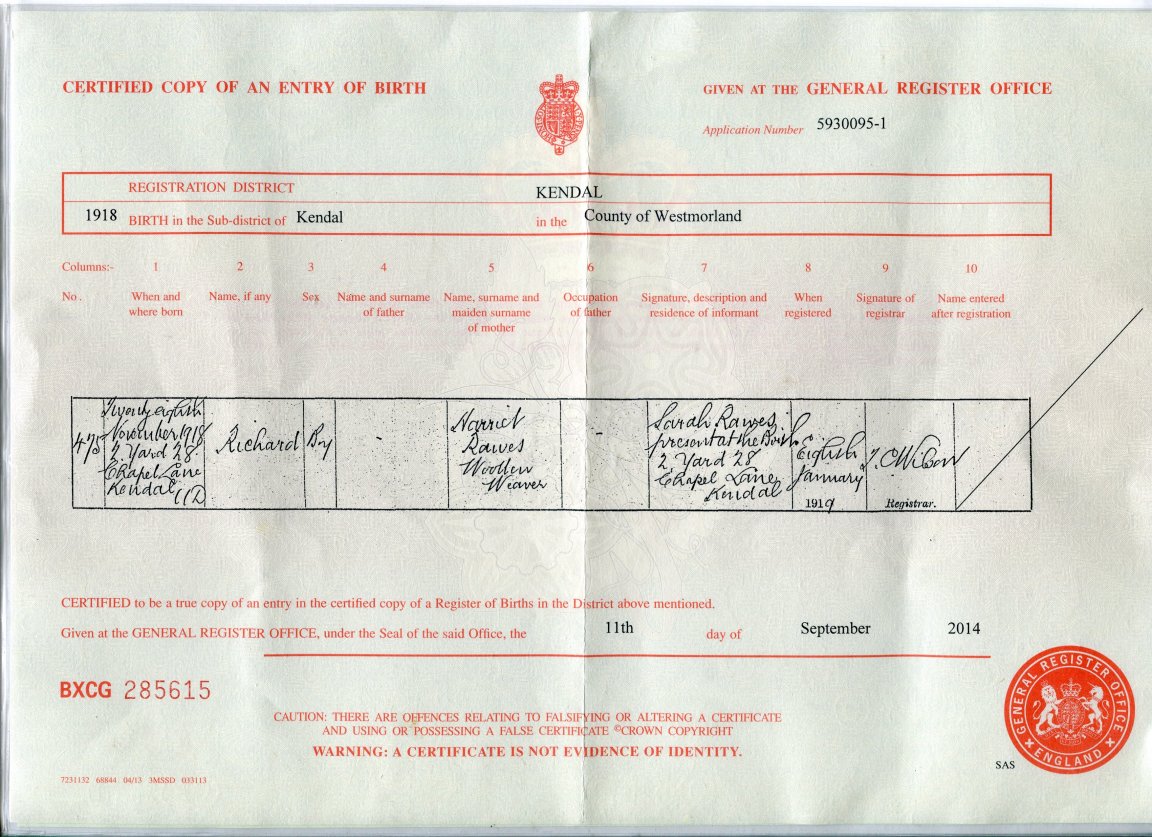 CERTIFIED COPY OF AN ENTRY OF BIRTH
GIVEN AT THE GENERAL REGISTER OFFICE
Application Number 5930095-1
REGISTRATION DISTRICT KENDAL
1918 BIRTH in the Sub-district of Kendal in the County of Westmorland
Columns:- 1 2 3 4 5 6 7 8 9 10
No. When and where born
Name, if any
Sex
Name and surname of father
Name, surname and maiden surname of mother
Occupation of father
Signature, description and residence of informant
When registered
Signature of registrar
Name entered after registration
475
Twenty eighth
November 1918
2 Yard 28
Chapel Lane
Kendal UD
Richard
Boy
-
Harriet
Rawes
Woollen
Weaver
-
Sarah Rawes
present at the Birth
2, Yard 28
Chapel Lane
Kendal
Eighth
January
1919
Wilson
Registrar.
CERTIFIED to be a true copy of an entry in the certified copy of a Register of Births in the District above mentioned.
Given at the GENERAL REGISTER OFFICE, under the Seal of the said Office, the 11th day of September 2014
BXCG 285615
CAUTION: THERE ARE OFFENCES RELATING TO FALSIFYING OR ALTERING A CERTIFICATE
AND USING OR POSSESSING A FALSE CERTIFICATE ©CROWN COPYRIGHT
WARNING: A CERTIFICATE IS NOT EVIDENCE OF IDENTITY.
GENERAL REGISTER OFFICE
ENGLAND
SAS
7231132 68844 04/13 3MSSD 033113